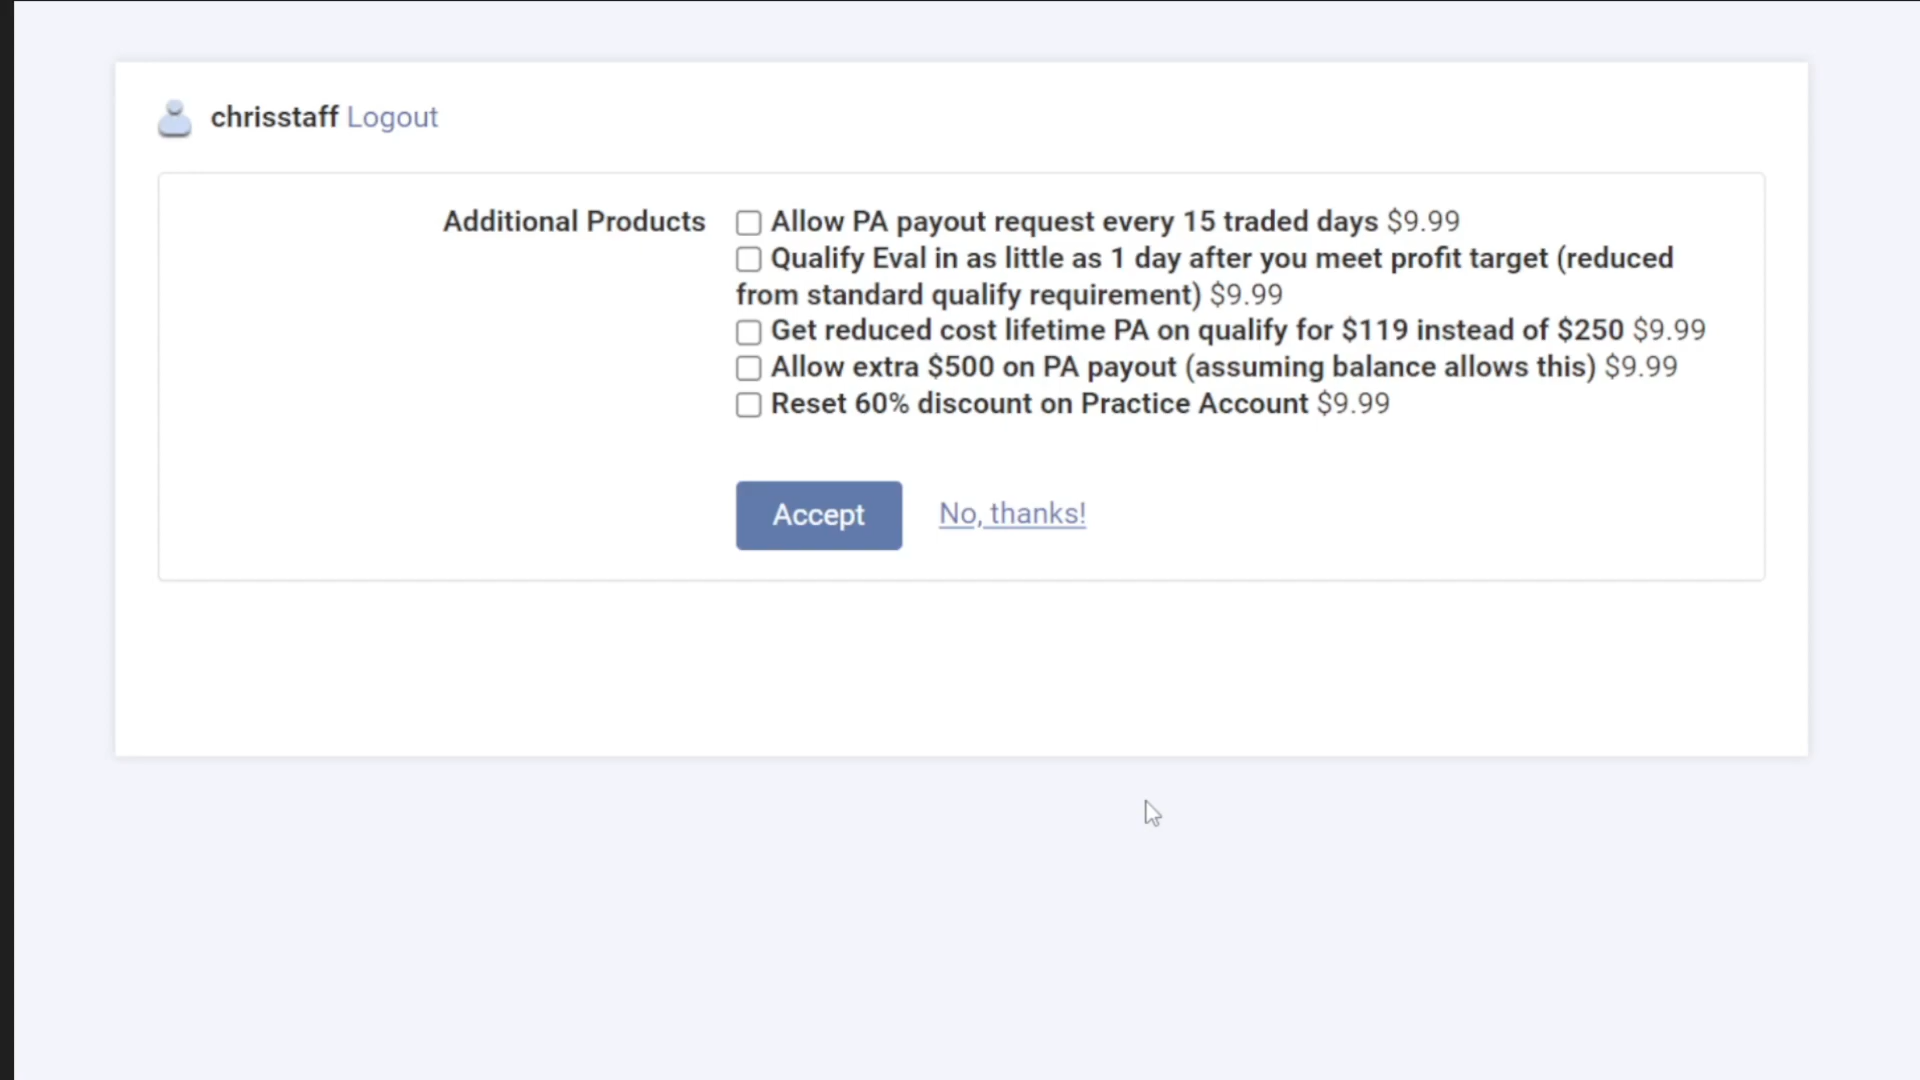 chrisstaff Logout
Additional Products
Allow PA payout request every 15 traded days $9.99
Qualify Eval in as little as 1 day after you meet profit target (reduced
from standard qualify requirement) $9.99
Get reduced cost lifetime PA on qualify for $119 instead of $250 $9.99
Allow extra $500 on PA payout (assuming balance allows this) $9.99
Reset 60% discount on Practice Account $9.99
Accept
No, thanks!